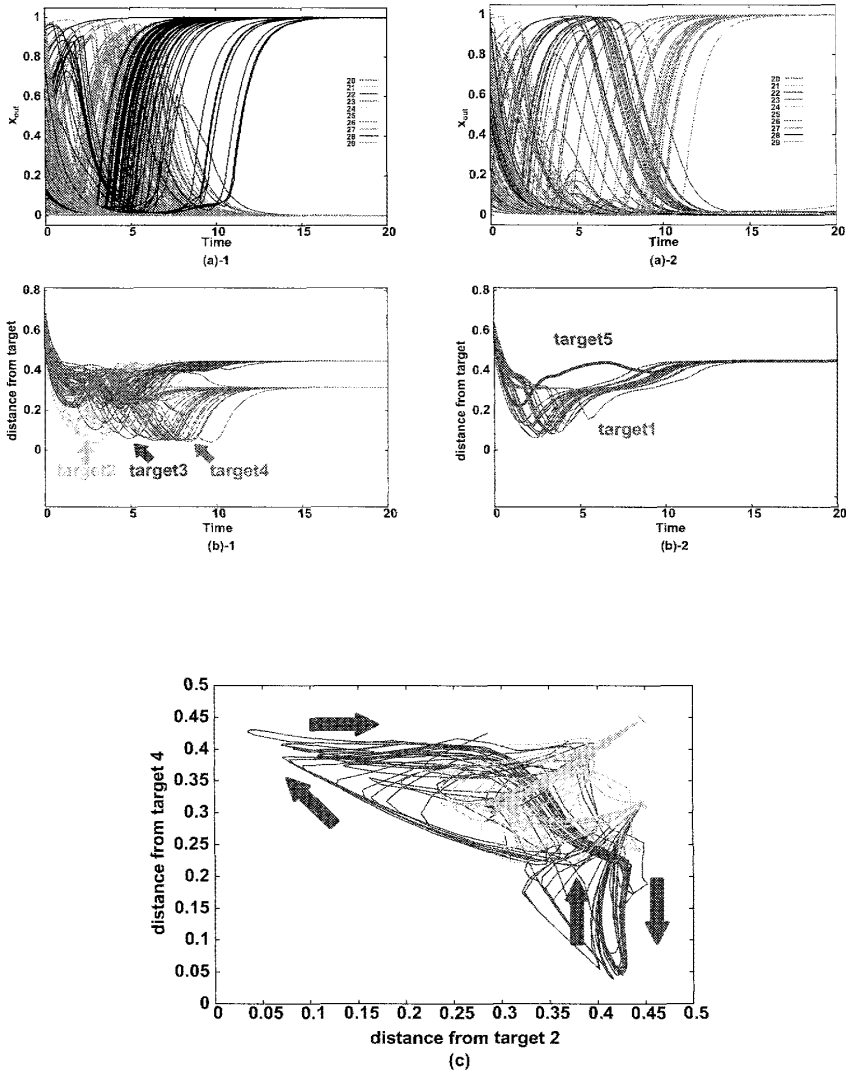 1
0.8
0.6
0.4
0.2
0
x_out
20
21
22
23
24
25
26
27
28
29
0 5 10 15 20
Time
(a)-1
1
0.8
0.6
0.4
0.2
0
x_out
20
21
22
23
24
25
26
27
28
29
0 5 10 15 20
Time
(a)-2
0.8
0.6
0.4
0.2
0
distance from target
target2 target3 target4
0 5 10 15 20
Time
(b)-1
0.8
0.6
0.4
0.2
0
distance from target
target5
target1
0 5 10 15 20
Time
(b)-2
0.5
0.45
0.4
0.35
0.3
0.25
0.2
0.15
0.1
0.05
0
distance from target 4
0 0.05 0.1 0.15 0.2 0.25 0.3 0.35 0.4 0.45 0.5
distance from target 2
(c)